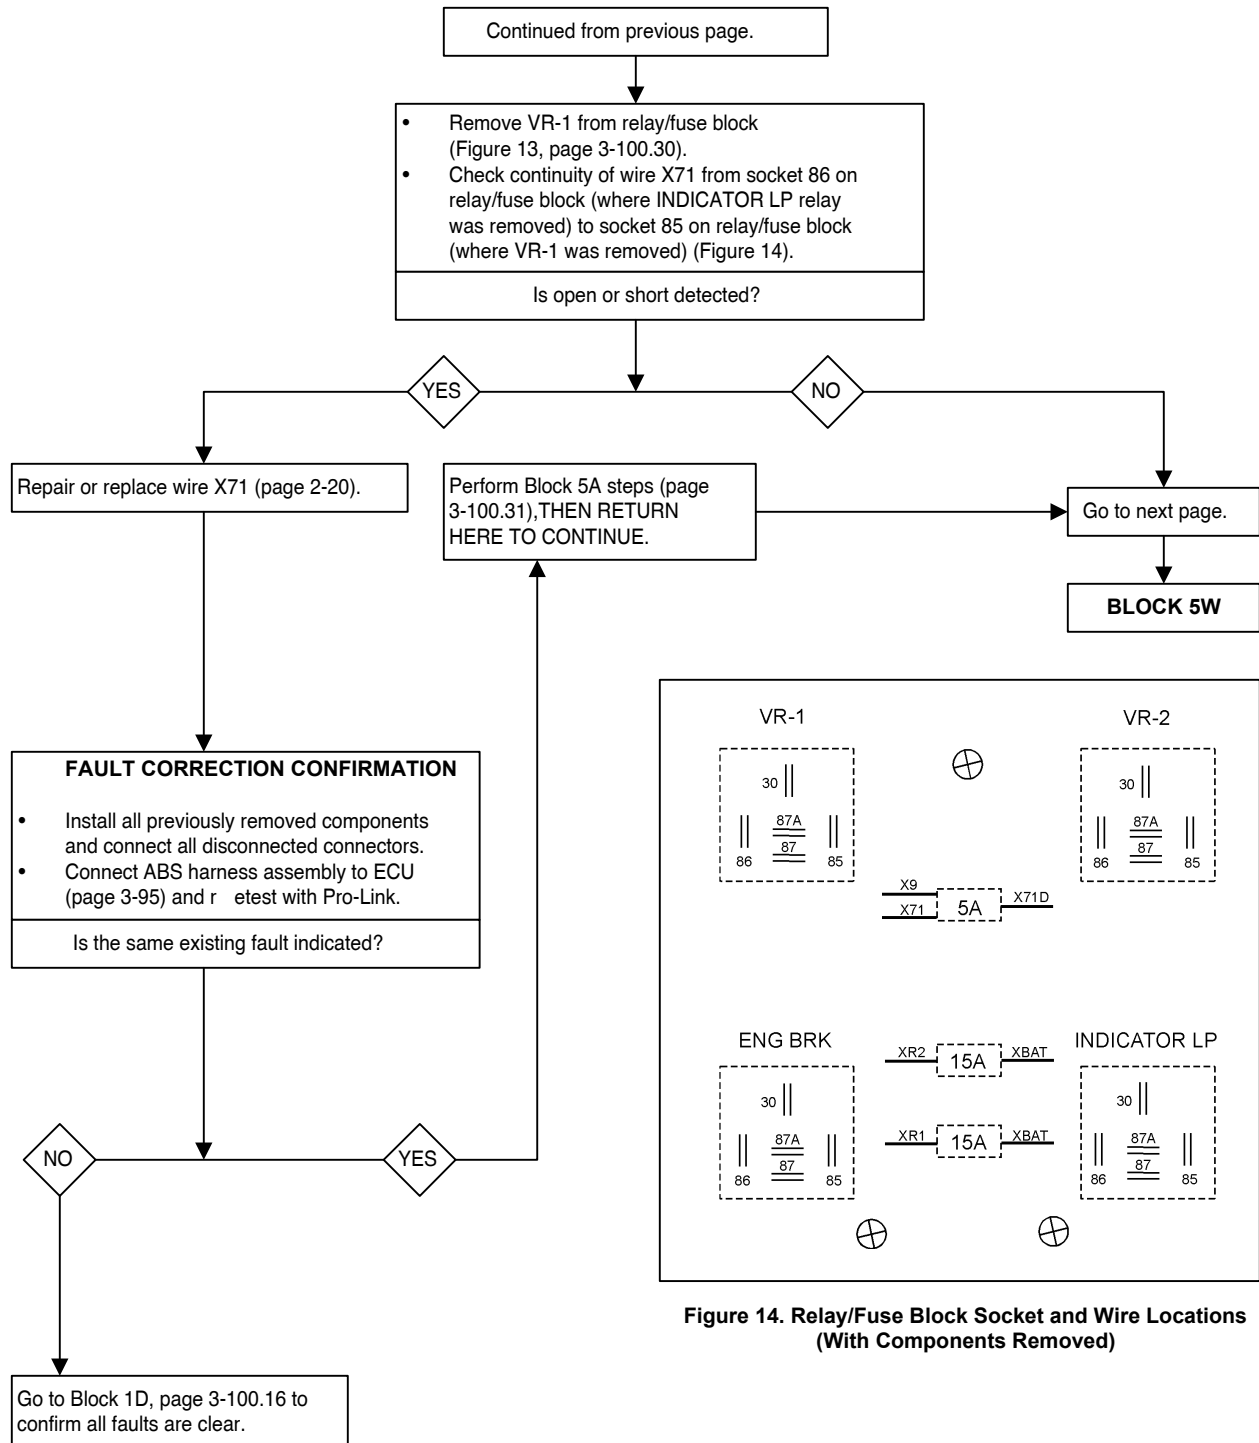 Continued from previous page.
• Remove VR-1 from relay/fuse block
(Figure 13, page 3-100.30).
• Check continuity of wire X71 from socket 86 on
relay/fuse block (where INDICATOR LP relay
was removed) to socket 85 on relay/fuse block
(where VR-1 was removed) (Figure 14).
Is open or short detected?
YES
NO
Repair or replace wire X71 (page 2-20).
Perform Block 5A steps (page
3-100.31),THEN RETURN
HERE TO CONTINUE.
Go to next page.
BLOCK 5W
FAULT CORRECTION CONFIRMATION
• Install all previously removed components
and connect all disconnected connectors.
• Connect ABS harness assembly to ECU
(page 3-95) and r etest with Pro-Link.
Is the same existing fault indicated?
NO
YES
Go to Block 1D, page 3-100.16 to
confirm all faults are clear.
VR-1
30
87A
87
86
85
VR-2
30
87A
87
86
85
X9
X71
5A
X71D
ENG BRK
30
87A
87
86
85
XR2
15A
XBAT
XR1
15A
XBAT
INDICATOR LP
30
87A
87
86
85
Figure 14. Relay/Fuse Block Socket and Wire Locations
(With Components Removed)